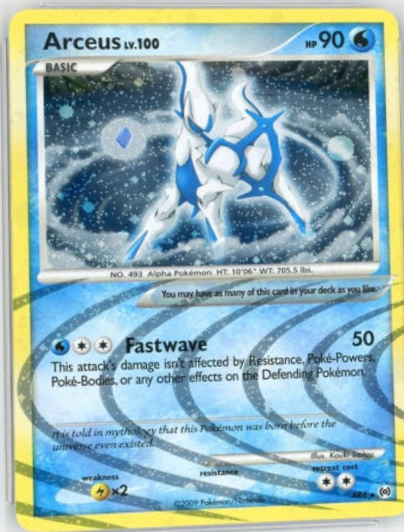 Arceus LV.100 HP 90
BASIC
NO. 493 Alpha Pokémon HT: 10'06" WT: 705.5 lbs.
You may have as many of this card in your deck as you like.
Fastwave 50
This attack's damage isn't affected by Resistance, Poké-Powers,
Poké-Bodies, or any other effects on the Defending Pokémon.
It is told in mythology that this Pokémon was born before the
universe even existed.
Illus. Kouki Saitou
weakness resistance retreat cost
×2
©2009 Pokémon/Nintendo AR4